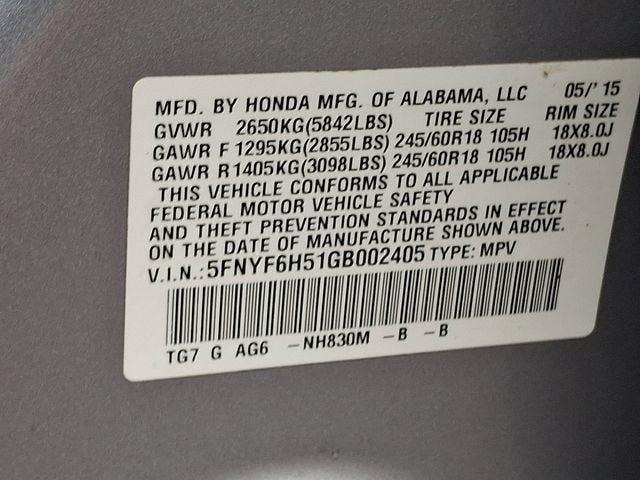 MFD. BY HONDA MFG. OF ALABAMA, LLC 05/' 15
GVWR 2650KG(5842LBS) TIRE SIZE RIM SIZE
GAWR F 1295KG(2855LBS) 245/60R18 105H 18X8.0J
GAWR R 1405KG(3098LBS) 245/60R18 105H 18X8.0J
THIS VEHICLE CONFORMS TO ALL APPLICABLE
FEDERAL MOTOR VEHICLE SAFETY
AND THEFT PREVENTION STANDARDS IN EFFECT
ON THE DATE OF MANUFACTURE SHOWN ABOVE.
V.I.N.: 5FNYF6H51GB002405 TYPE: MPV
TG7 G AG6 -NH830M -B -B